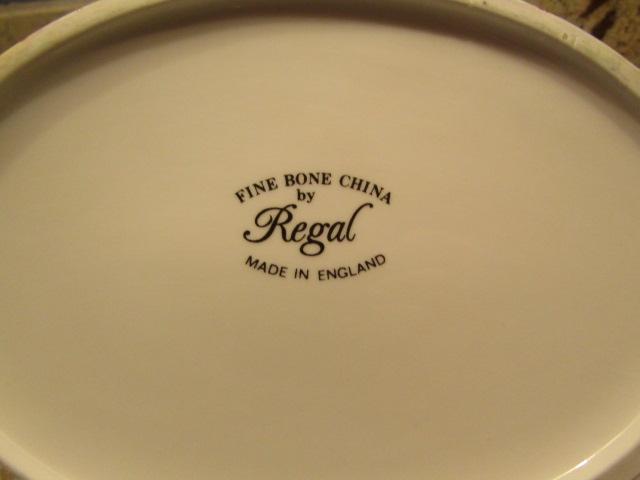 FINE BONE CHINA
by
Regal
MADE IN ENGLAND